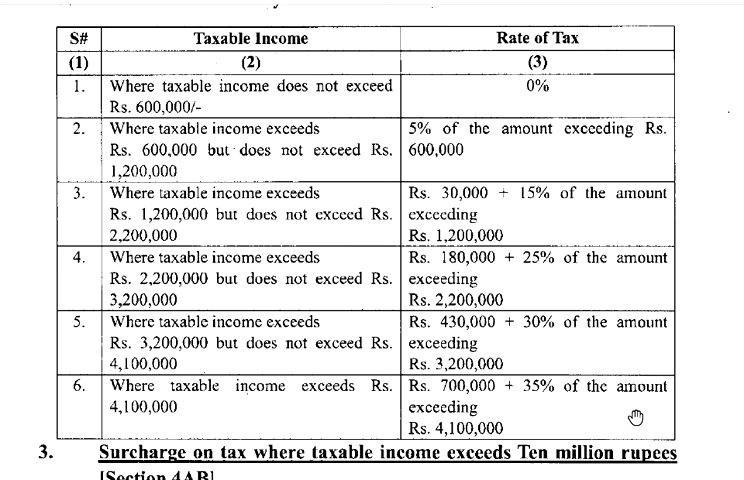 S# Taxable Income Rate of Tax
(1) (2) (3)
1. Where taxable income does not exceed 0%
Rs. 600,000/-
2. Where taxable income exceeds 5% of the amount exceeding Rs.
Rs. 600,000 but does not exceed Rs. 600,000
1,200,000
3. Where taxable income exceeds Rs. 30,000 + 15% of the amount
Rs. 1,200,000 but does not exceed Rs. exceeding
2,200,000 Rs. 1,200,000
4. Where taxable income exceeds Rs. 180,000 + 25% of the amount
Rs. 2,200,000 but does not exceed Rs. exceeding
3,200,000 Rs. 2,200,000
5. Where taxable income exceeds Rs. 430,000 + 30% of the amount
Rs. 3,200,000 but does not exceed Rs. exceeding
4,100,000 Rs. 3,200,000
6. Where taxable income exceeds Rs. Rs. 700,000 + 35% of the amount
4,100,000 exceeding
Rs. 4,100,000
3. Surcharge on tax where taxable income exceeds Ten million rupees
[Section 4AB]